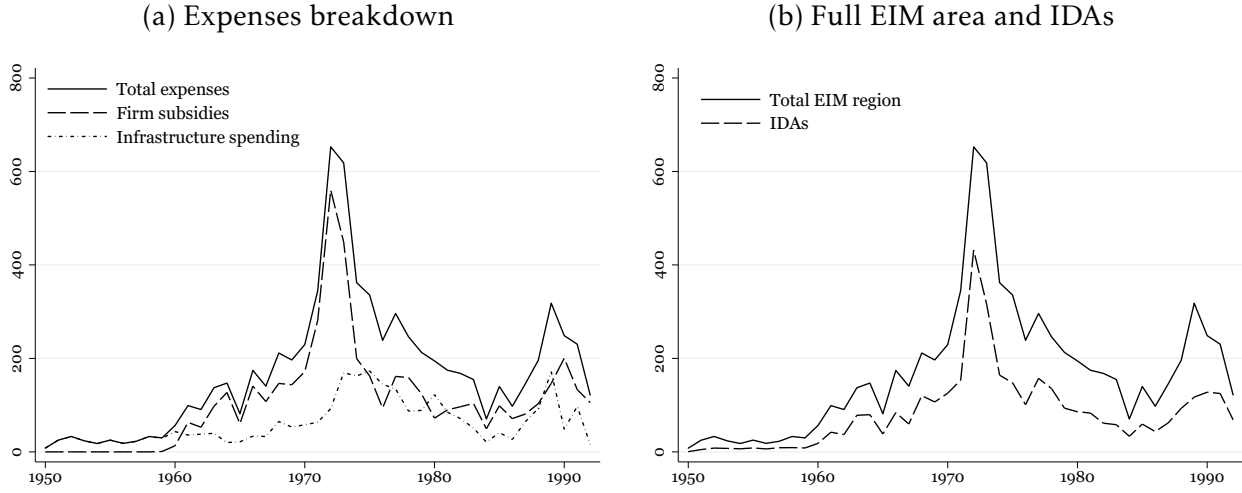 (a) Expenses breakdown
800
600
400
200
0
Total expenses
Firm subsidies
Infrastructure spending
1950 1960 1970 1980 1990
(b) Full EIM area and IDAs
800
600
400
200
0
Total EIM region
IDAs
1950 1960 1970 1980 1990